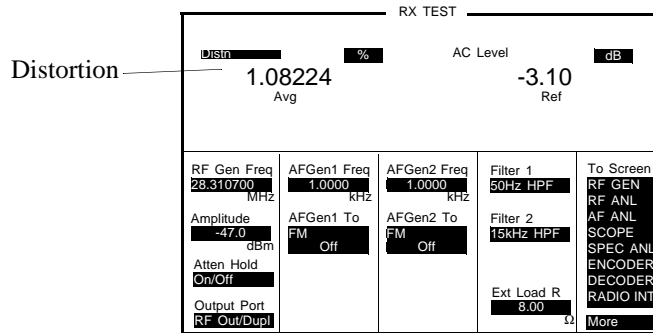 RX TEST
Distn % AC Level dB
Distortion
1.08224 -3.10
Avg Ref
RF Gen Freq
28.310700
MHz
Amplitude
-47.0
dBm
Atten Hold
On/Off
Output Port
RF Out/Dupl
AFGen1 Freq
1.0000
kHz
AFGen1 To
FM
Off
AFGen2 Freq
1.0000
kHz
AFGen2 To
FM
Off
Filter 1
50Hz HPF
Filter 2
15kHz HPF
Ext Load R
8.00
Ω
To Screen
RF GEN
RF ANL
AF ANL
SCOPE
SPEC ANL
ENCODER
DECODER
RADIO INT
More